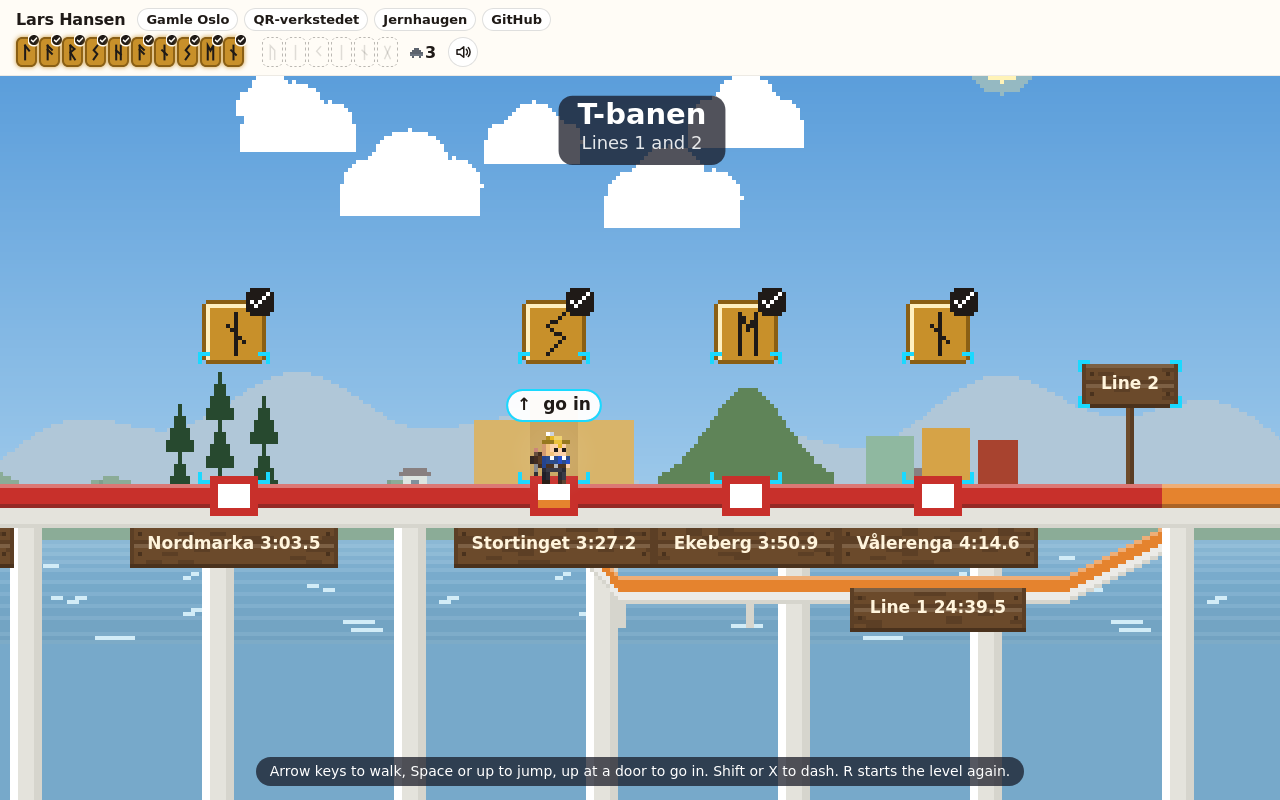 Lars Hansen Gamle Oslo QR-verkstedet Jernhaugen GitHub
ᚾ ᛊ ᛖ ᚾ
3
T-banen
Lines 1 and 2
Line 2
↑ go in
Nordmarka 3:03.5 Stortinget 3:27.2 Ekeberg 3:50.9 Vålerenga 4:14.6
Line 1 24:39.5
Arrow keys to walk, Space or up to jump, up at a door to go in. Shift or X to dash. R starts the level again.